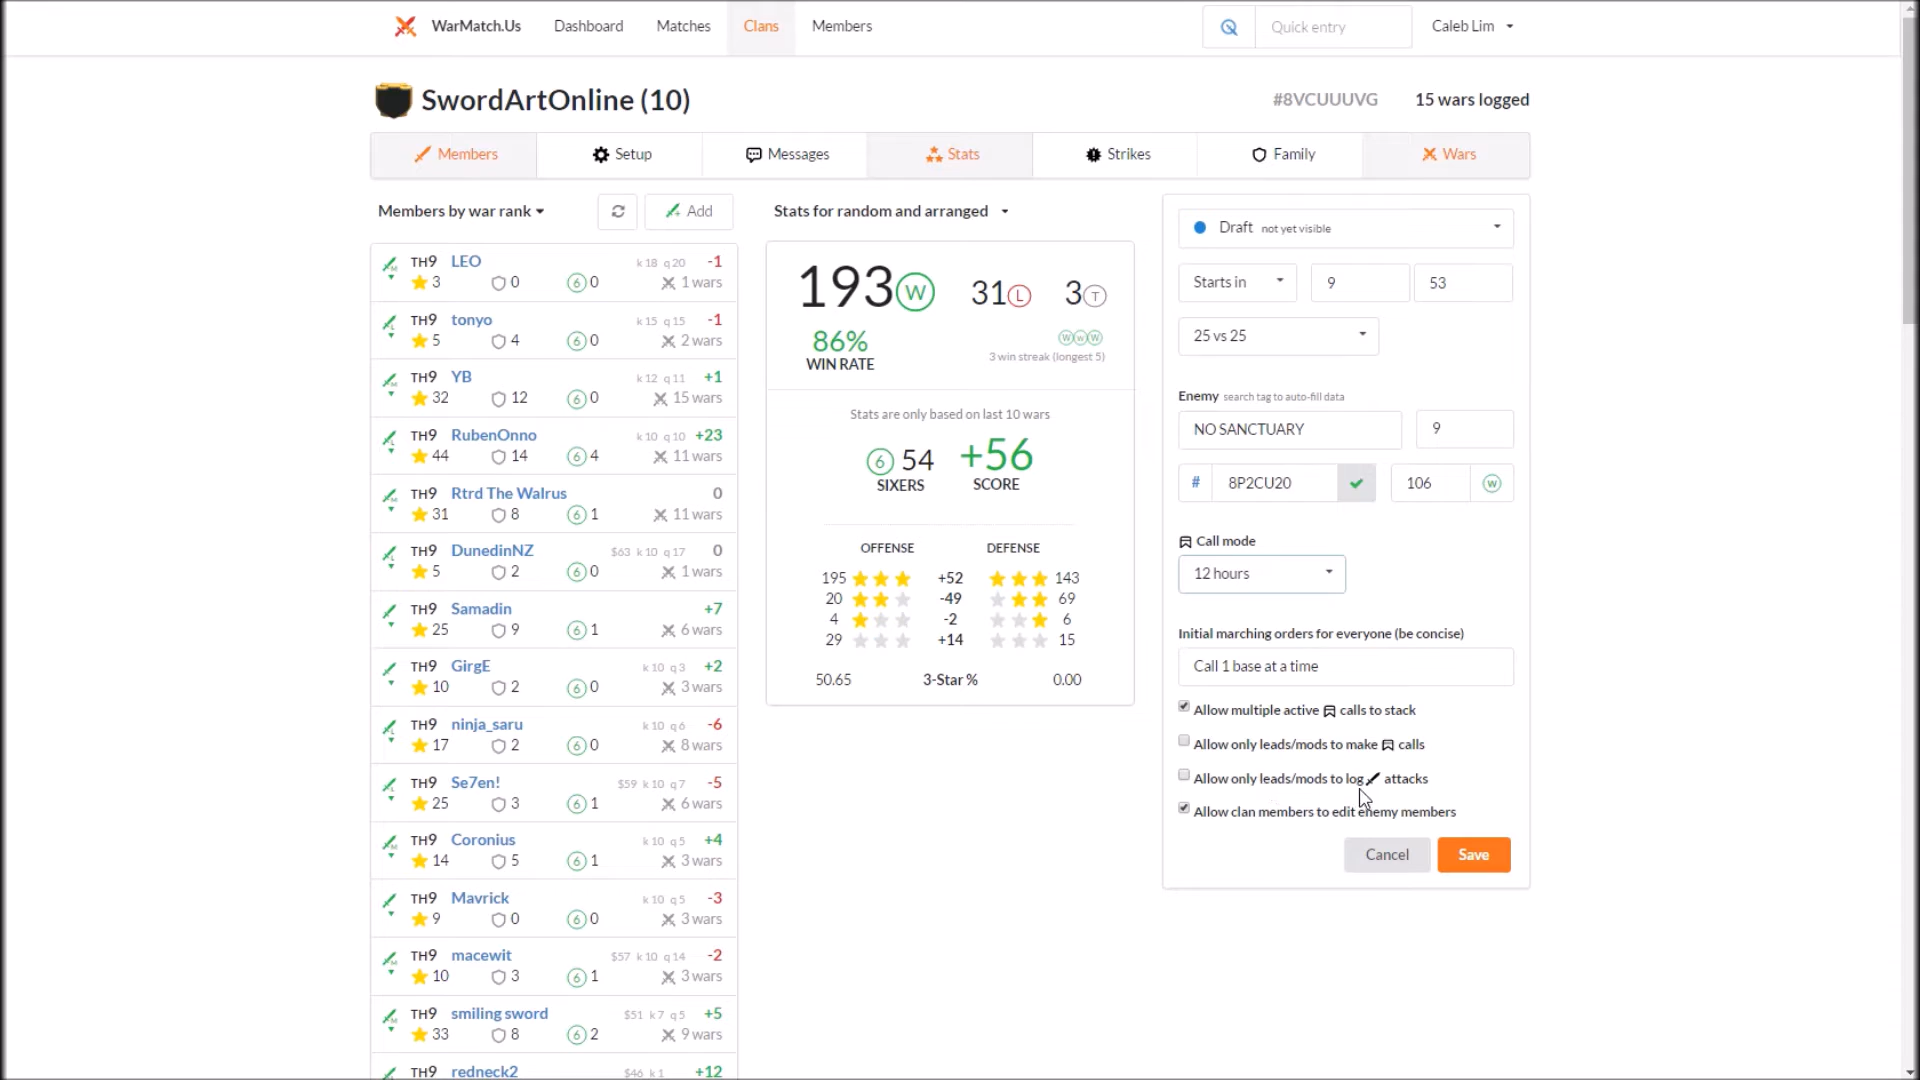 WarMatch.Us Dashboard Matches Clans Members Quick entry Caleb Lim
SwordArtOnline (10) #8VCUUUVG 15 wars logged
Members Setup Messages Stats Strikes Family Wars
Members by war rank Add
TH9 LEO k 18 q 20 -1
3 0 6 0 1 wars
TH9 tonyo k 15 q 15 -1
5 4 6 0 2 wars
TH9 YB k 12 q 11 +1
32 12 6 0 15 wars
TH9 RubenOnno k 10 q 10 +23
44 14 6 4 11 wars
TH9 Rtrd The Walrus 0
31 8 6 1 11 wars
TH9 DunedinNZ $63 k 10 q 17 0
5 2 6 0 1 wars
TH9 Samadin +7
25 9 6 1 6 wars
TH9 GirgE k 10 q 3 +2
10 2 6 0 3 wars
TH9 ninja_saru k 10 q 6 -6
17 2 6 0 8 wars
TH9 Se7en! $59 k 10 q 7 -5
25 3 6 1 6 wars
TH9 Coronius k 10 q 5 +4
14 5 6 1 3 wars
TH9 Mavrick k 10 q 5 -3
9 0 6 0 3 wars
TH9 macewit $57 k 10 q 14 -2
10 3 6 1 3 wars
TH9 smiling sword $51 k 7 q 5 +5
33 8 6 2 9 wars
TH9 redneck2 $46 k 1 +12
Stats for random and arranged
193 W 31 L 3 T
86% W W W
WIN RATE 3 win streak (longest 5)
Stats are only based on last 10 wars
6 54 +56
SIXERS SCORE
OFFENSE DEFENSE
195 +52 143
20 -49 69
4 -2 6
29 +14 15
50.65 3-Star % 0.00
Draft not yet visible
Starts in 9 53
25 vs 25
Enemy search tag to auto-fill data
NO SANCTUARY 9
# 8P2CU20 106 W
Call mode
12 hours
Initial marching orders for everyone (be concise)
Call 1 base at a time
Allow multiple active calls to stack
Allow only leads/mods to make calls
Allow only leads/mods to log attacks
Allow clan members to edit enemy members
Cancel Save